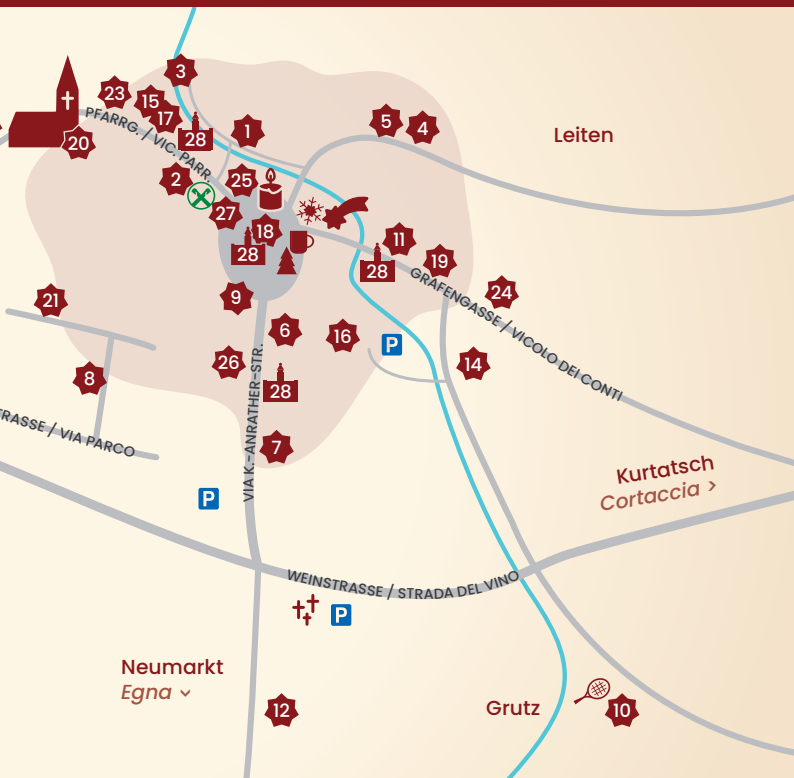 3
23
15
17
5
4
1
28
Leiten
PFARRG. / VIC. PARR.
20
2
25
27
18
11
28
19
28
24
GRAFENGASSE / VICOLO DEI CONTI
9
21
6
16
P
26
14
8
28
VIA K.-ANRATHER-STR.
RASSE / VIA PARCO
7
Kurtatsch
Cortaccia >
P
WEINSTRASSE / STRADA DEL VINO
P
Neumarkt
Egna
Grutz
12
10